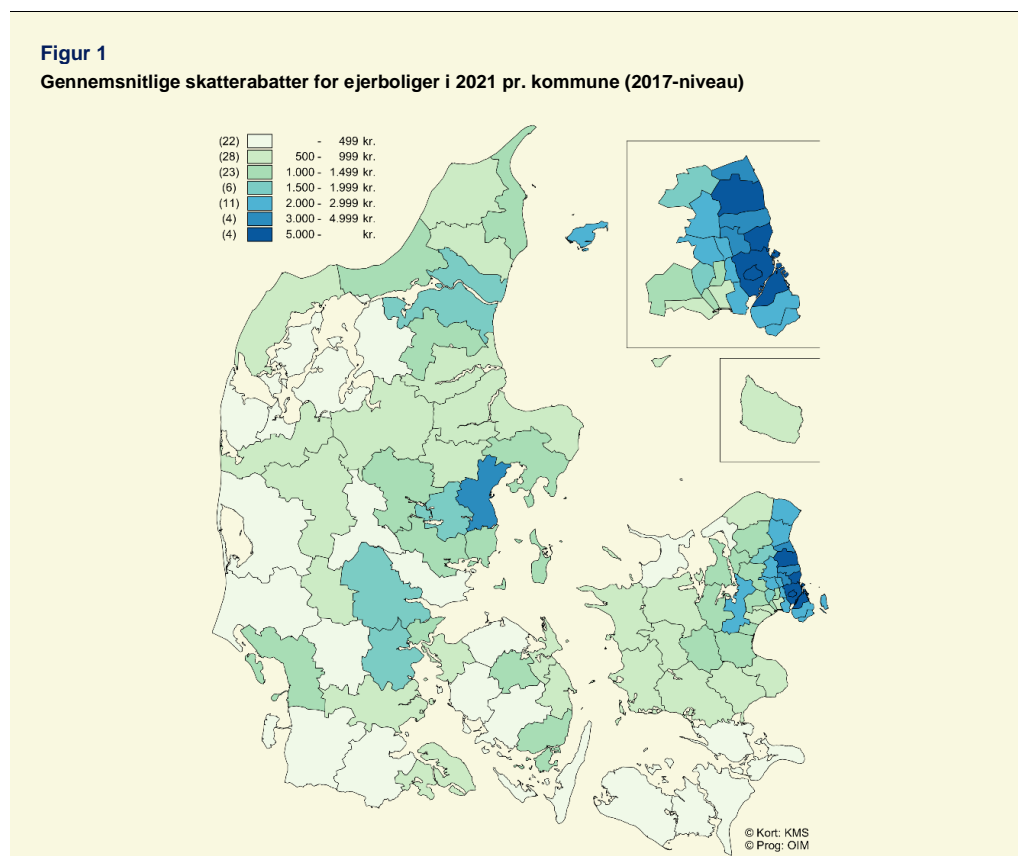 Figur 1
Gennemsnitlige skatterabatter for ejerboliger i 2021 pr. kommune (2017-niveau)
(22) - 499 kr.
(28) 500 - 999 kr.
(23) 1.000 - 1.499 kr.
(6) 1.500 - 1.999 kr.
(11) 2.000 - 2.999 kr.
(4) 3.000 - 4.999 kr.
(4) 5.000 - kr.
© Kort: KMS
© Prog: OIM